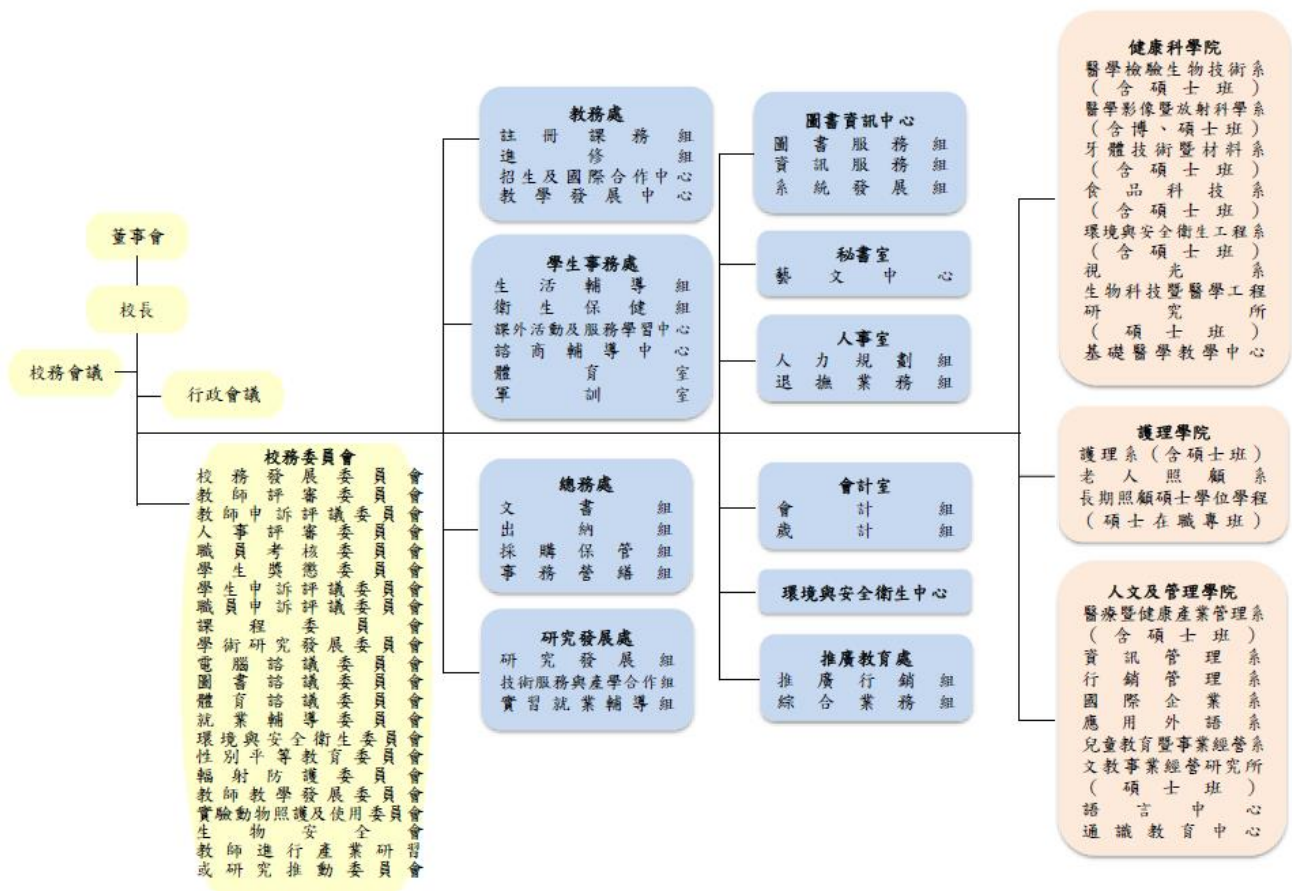 董事會
校長
校務會議
行政會議
校務委員會
校務發展委員會
教師評審委員會
教師申訴評議委員會
人事評審委員會
職員考核委員會
學生獎懲委員會
學生申訴評議委員會
職員申訴評議委員會
課程委員會
學術研究發展委員會
電腦諮議委員會
圖書諮議委員會
體育諮議委員會
就業輔導委員會
環境與安全衛生委員會
性別平等教育委員會
輻射防護委員會
教師教學發展委員會
實驗動物照護及使用委員會
生物安全會
教師進行產業研習
或研究推動委員會
教務處
註冊課務組
進修組
招生及國際合作中心
教學發展中心
學生事務處
生活輔導組
衛生保健組
課外活動及服務學習中心
諮商輔導中心
體育室
軍訓室
總務處
文書組
出納組
採購保管組
事務營繕組
研究發展處
研究發展組
技術服務與產學合作組
實習就業輔導組
圖書資訊中心
圖書服務組
資訊服務組
系統發展組
秘書室
藝文中心
人事室
人力規劃組
退撫業務組
會計室
會計組
歲計組
環境與安全衛生中心
推廣教育處
推廣行銷組
綜合業務組
健康科學院
醫學檢驗生物技術系
(含碩士班)
醫學影像暨放射科學系
(含博、碩士班)
牙體技術暨材料系
(含碩士班)
食品科技系
(含碩士班)
環境與安全衛生工程系
(含碩士班)
視光系
生物科技暨醫學工程
研究所
(碩士班)
基礎醫學教學中心
護理學院
護理系(含碩士班)
老人照顧系
長期照顧碩士學位學程
(碩士在職專班)
人文及管理學院
醫療暨健康產業管理系
(含碩士班)
資訊管理系
行銷管理系
國際企業系
應用外語系
兒童教育暨事業經營系
文教事業經營研究所
(碩士班)
語言中心
通識教育中心